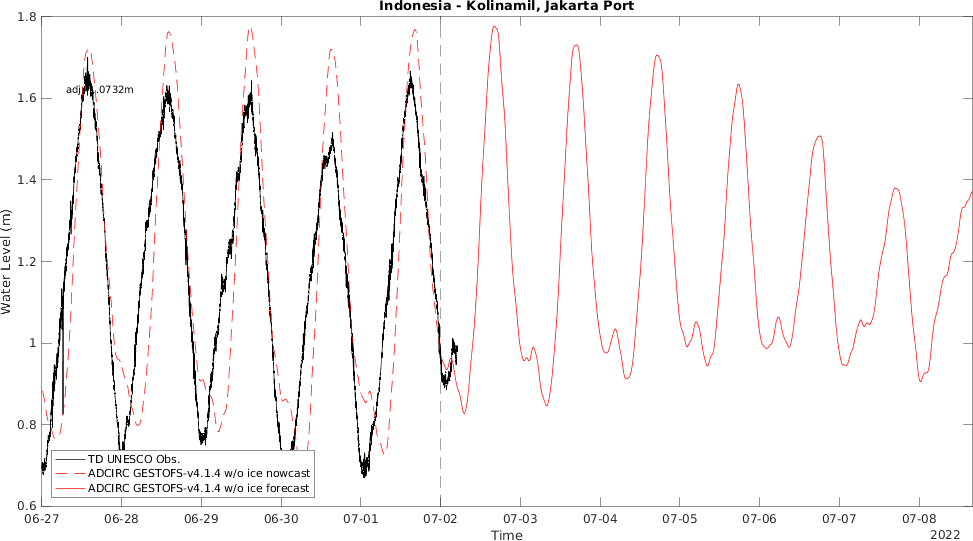 Indonesia - Kolinamil, Jakarta Port
1.8
1.6
1.4
1.2
1
0.8
0.6
Water Level (m)
.0732m
TD UNESCO Obs.
ADCIRC GESTOFS-v4.1.4 w/o ice nowcast
ADCIRC GESTOFS-v4.1.4 w/o ice forecast
06-27 06-28 06-29 06-30 07-01 07-02 07-03 07-04 07-05 07-06 07-07 07-08
Time
2022